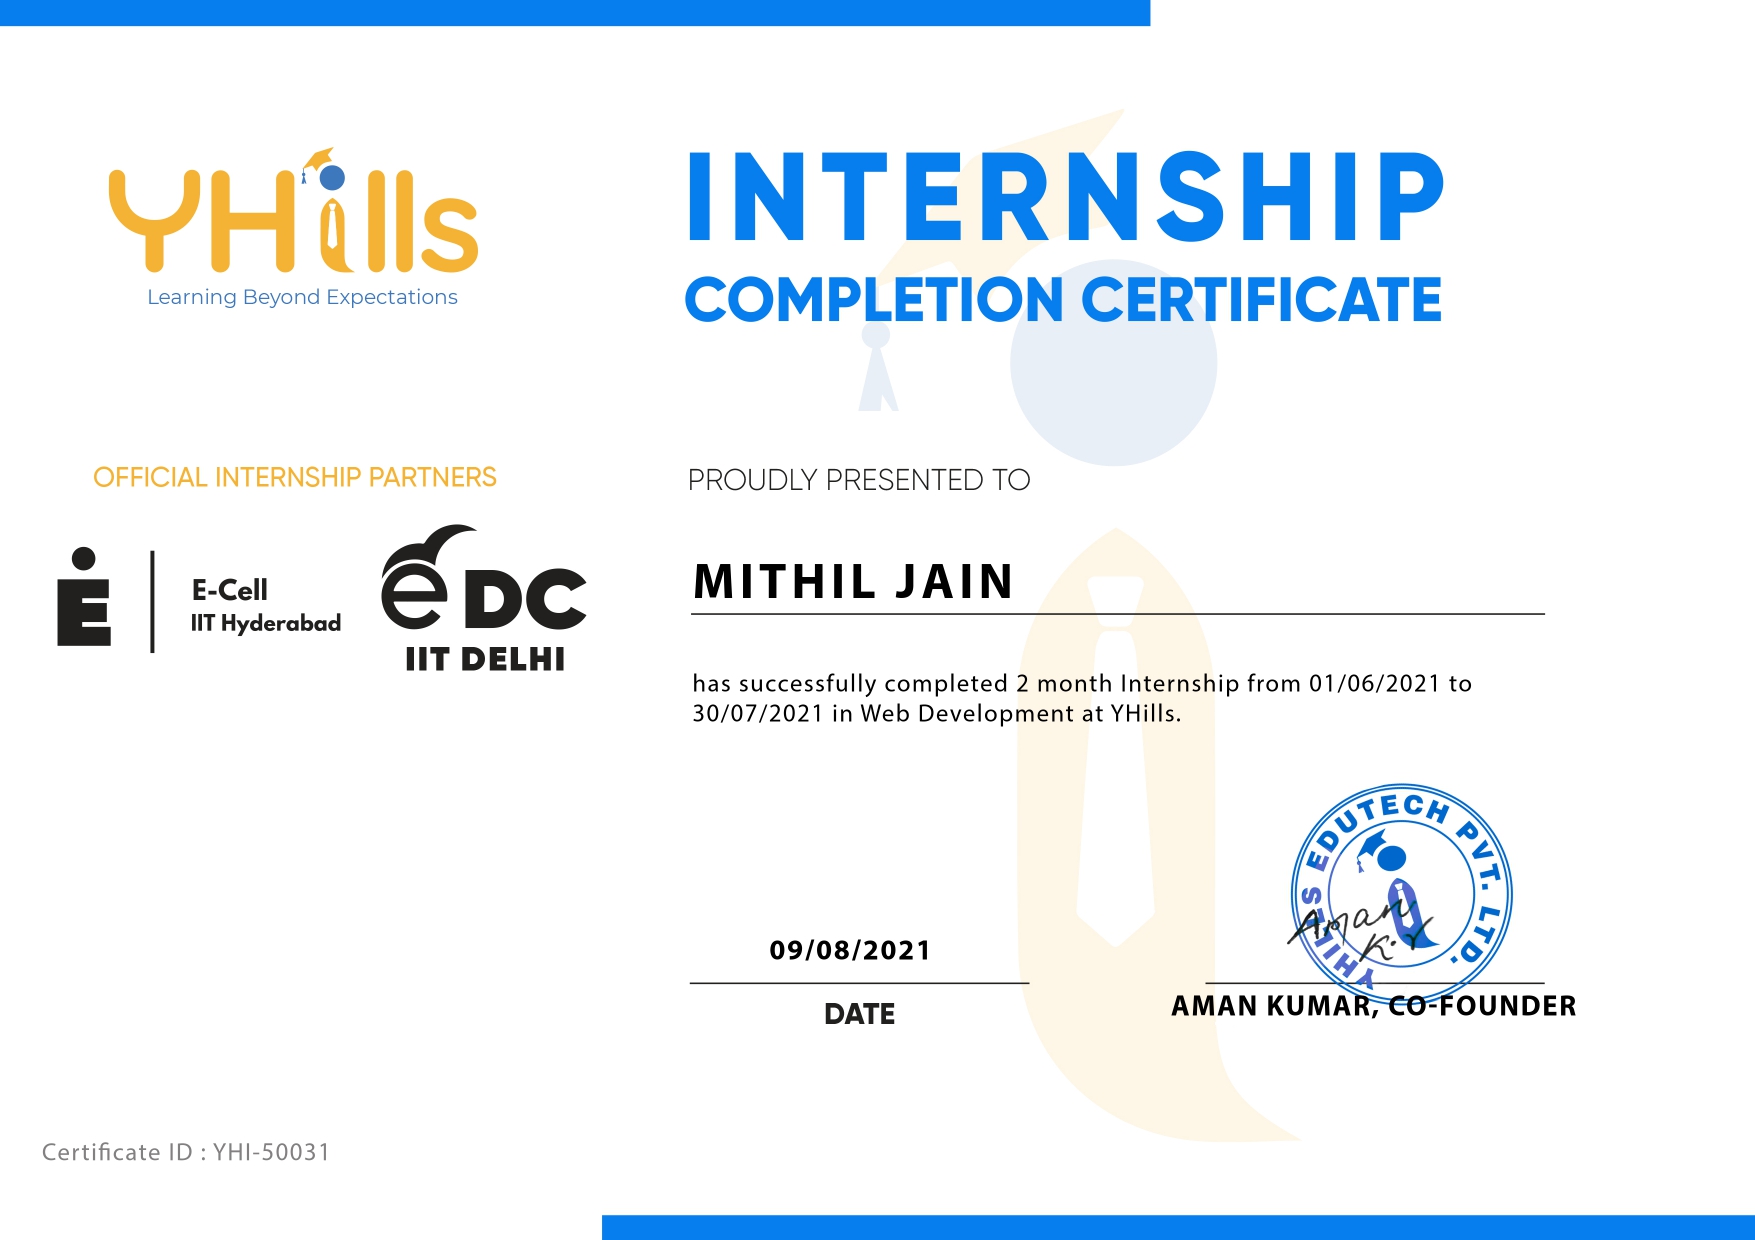 YHills
Learning Beyond Expectations
INTERNSHIP
COMPLETION CERTIFICATE
OFFICIAL INTERNSHIP PARTNERS
E
E-Cell
IIT Hyderabad
eDC
IIT DELHI
PROUDLY PRESENTED TO
MITHIL JAIN
has successfully completed 2 month Internship from 01/06/2021 to
30/07/2021 in Web Development at YHills.
09/08/2021
DATE
YHILLS EDUTECH PVT. LTD.
Aman
K.r
AMAN KUMAR, CO-FOUNDER
Certificate ID : YHI-50031